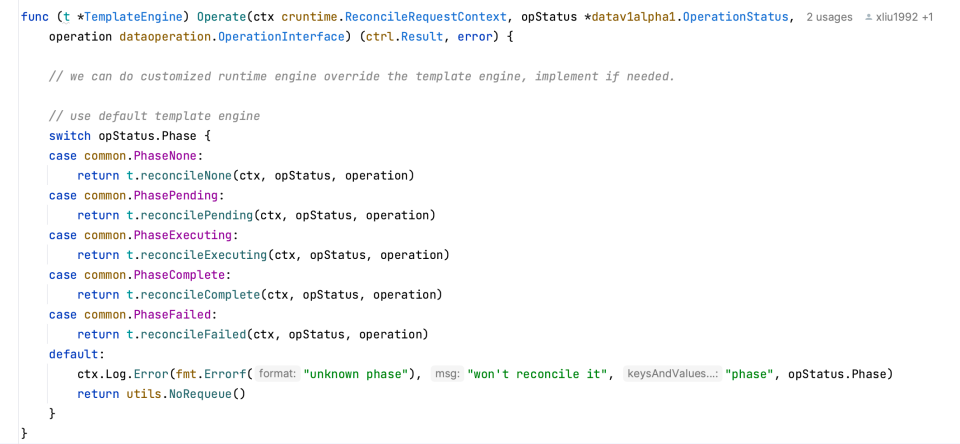 func (t *TemplateEngine) Operate(ctx cruntime.ReconcileRequestContext, opStatus *datav1alpha1.OperationStatus, 2 usages xliu1992 +1
    operation dataoperation.OperationInterface) (ctrl.Result, error) {
    // we can do customized runtime engine override the template engine, implement if needed.
    // use default template engine
    switch opStatus.Phase {
    case common.PhaseNone:
        return t.reconcileNone(ctx, opStatus, operation)
    case common.PhasePending:
        return t.reconcilePending(ctx, opStatus, operation)
    case common.PhaseExecuting:
        return t.reconcileExecuting(ctx, opStatus, operation)
    case common.PhaseComplete:
        return t.reconcileComplete(ctx, opStatus, operation)
    case common.PhaseFailed:
        return t.reconcileFailed(ctx, opStatus, operation)
    default:
        ctx.Log.Error(fmt.Errorf( format: "unknown phase"), msg: "won't reconcile it", keysAndValues...: "phase", opStatus.Phase)
        return utils.NoRequeue()
    }
}